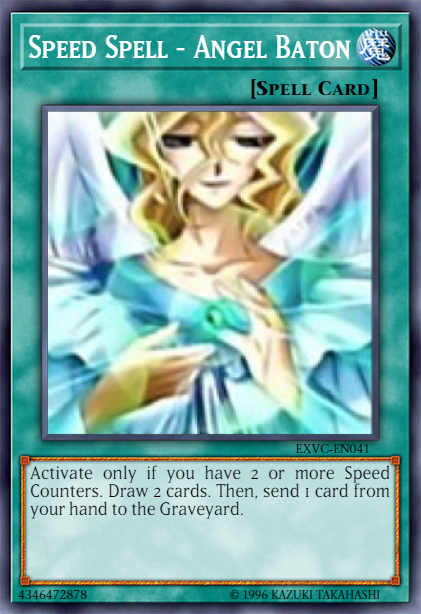 Speed Spell - Angel Baton
魔
[Spell Card]
EXVC-EN041
Activate only if you have 2 or more Speed
Counters. Draw 2 cards. Then, send 1 card from
your hand to the Graveyard.
4346472878
© 1996 KAZUKI TAKAHASHI